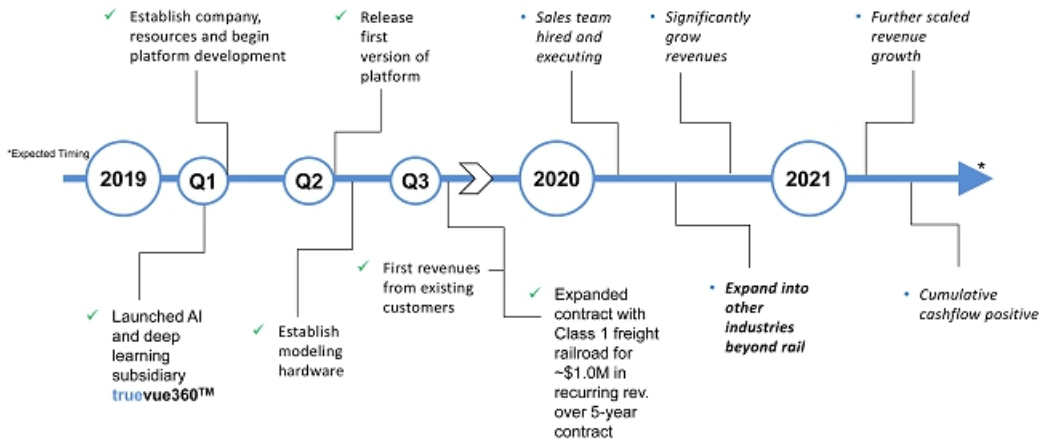 ✓ Establish company,
resources and begin
platform development
✓ Release
first
version of
platform
• Sales team
hired and
executing
• Significantly
grow
revenues
• Further scaled
revenue
growth
*Expected Timing
2019
Q1
Q2
Q3
2020
2021
*
✓ Launched AI
and deep
learning
subsidiary
truevue360™
✓ Establish
modeling
hardware
✓ First revenues
from existing
customers
✓ Expanded
contract with
Class 1 freight
railroad for
~$1.0M in
recurring rev.
over 5-year
contract
• Expand into
other
industries
beyond rail
• Cumulative
cashflow positive